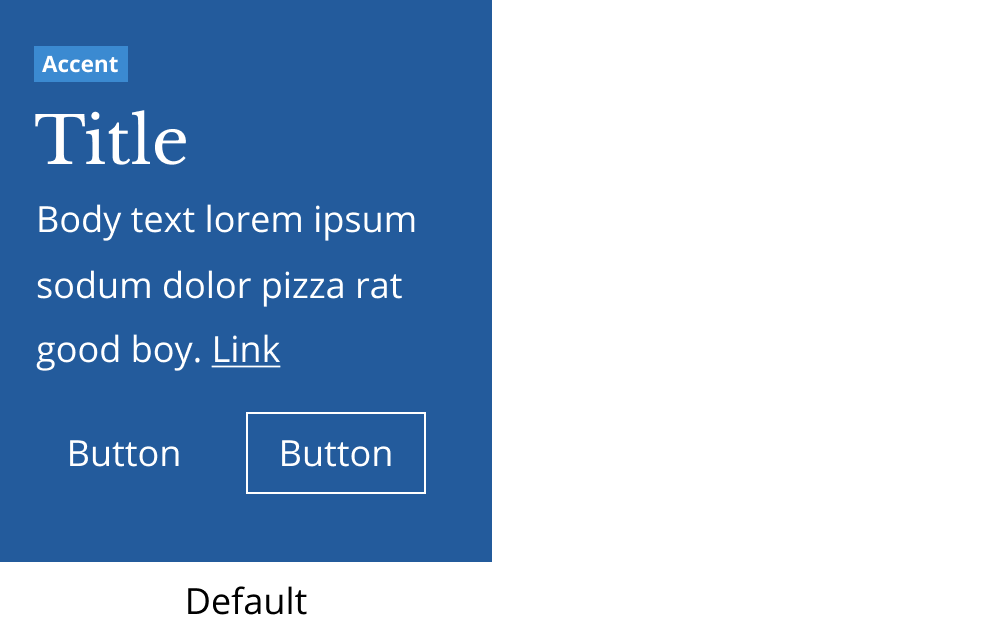 Accent
Title
Body text lorem ipsum
sodum dolor pizza rat
good boy. Link
Button Button
Default